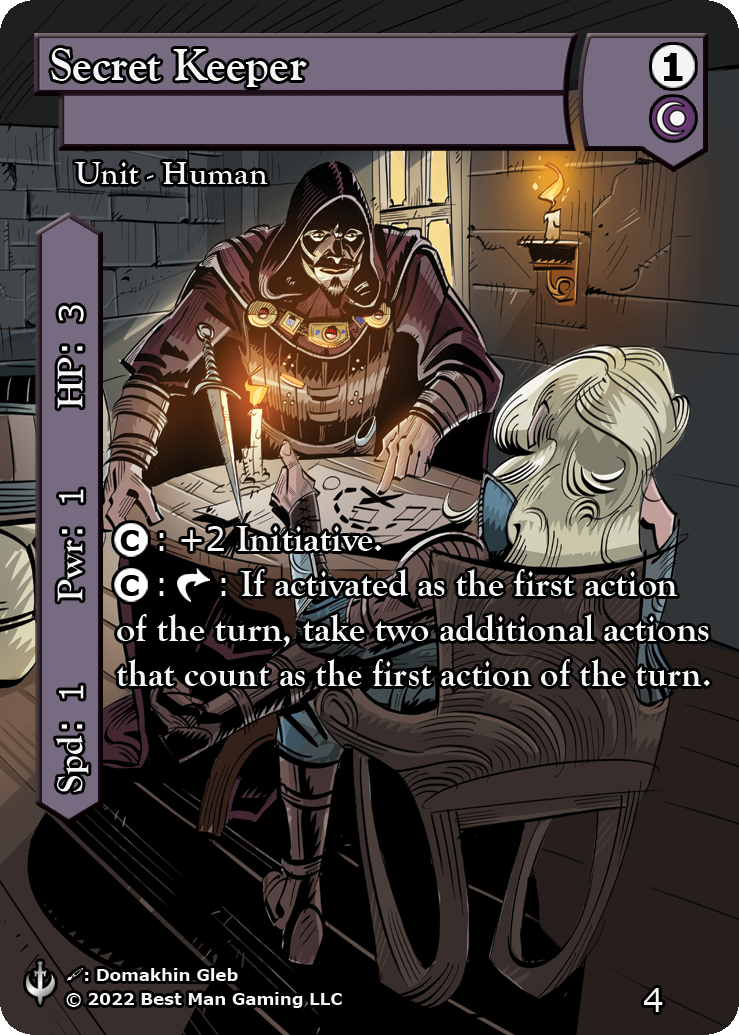 Secret Keeper
1
Unit - Human
HP: 3
Pwr: 1
Spd: 1
C : +2 Initiative.
C : : If activated as the first action
of the turn, take two additional actions
that count as the first action of the turn.
: Domakhin Gleb
© 2022 Best Man Gaming LLC
4